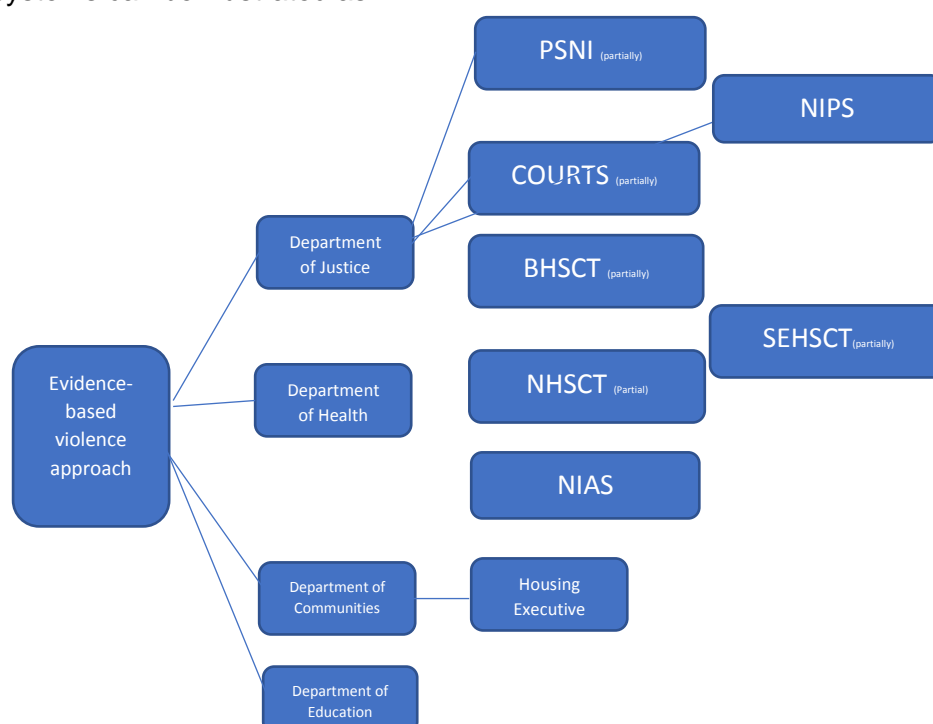 PSNI (partially)
NIPS
COURTS (partially)
Department
of Justice
BHSCT (partially)
SEHSCT(partially)
Evidence-
based
violence
approach
Department
of Health
NHSCT (Partial)
NIAS
Department of
Communities
Housing
Executive
Department of
Education